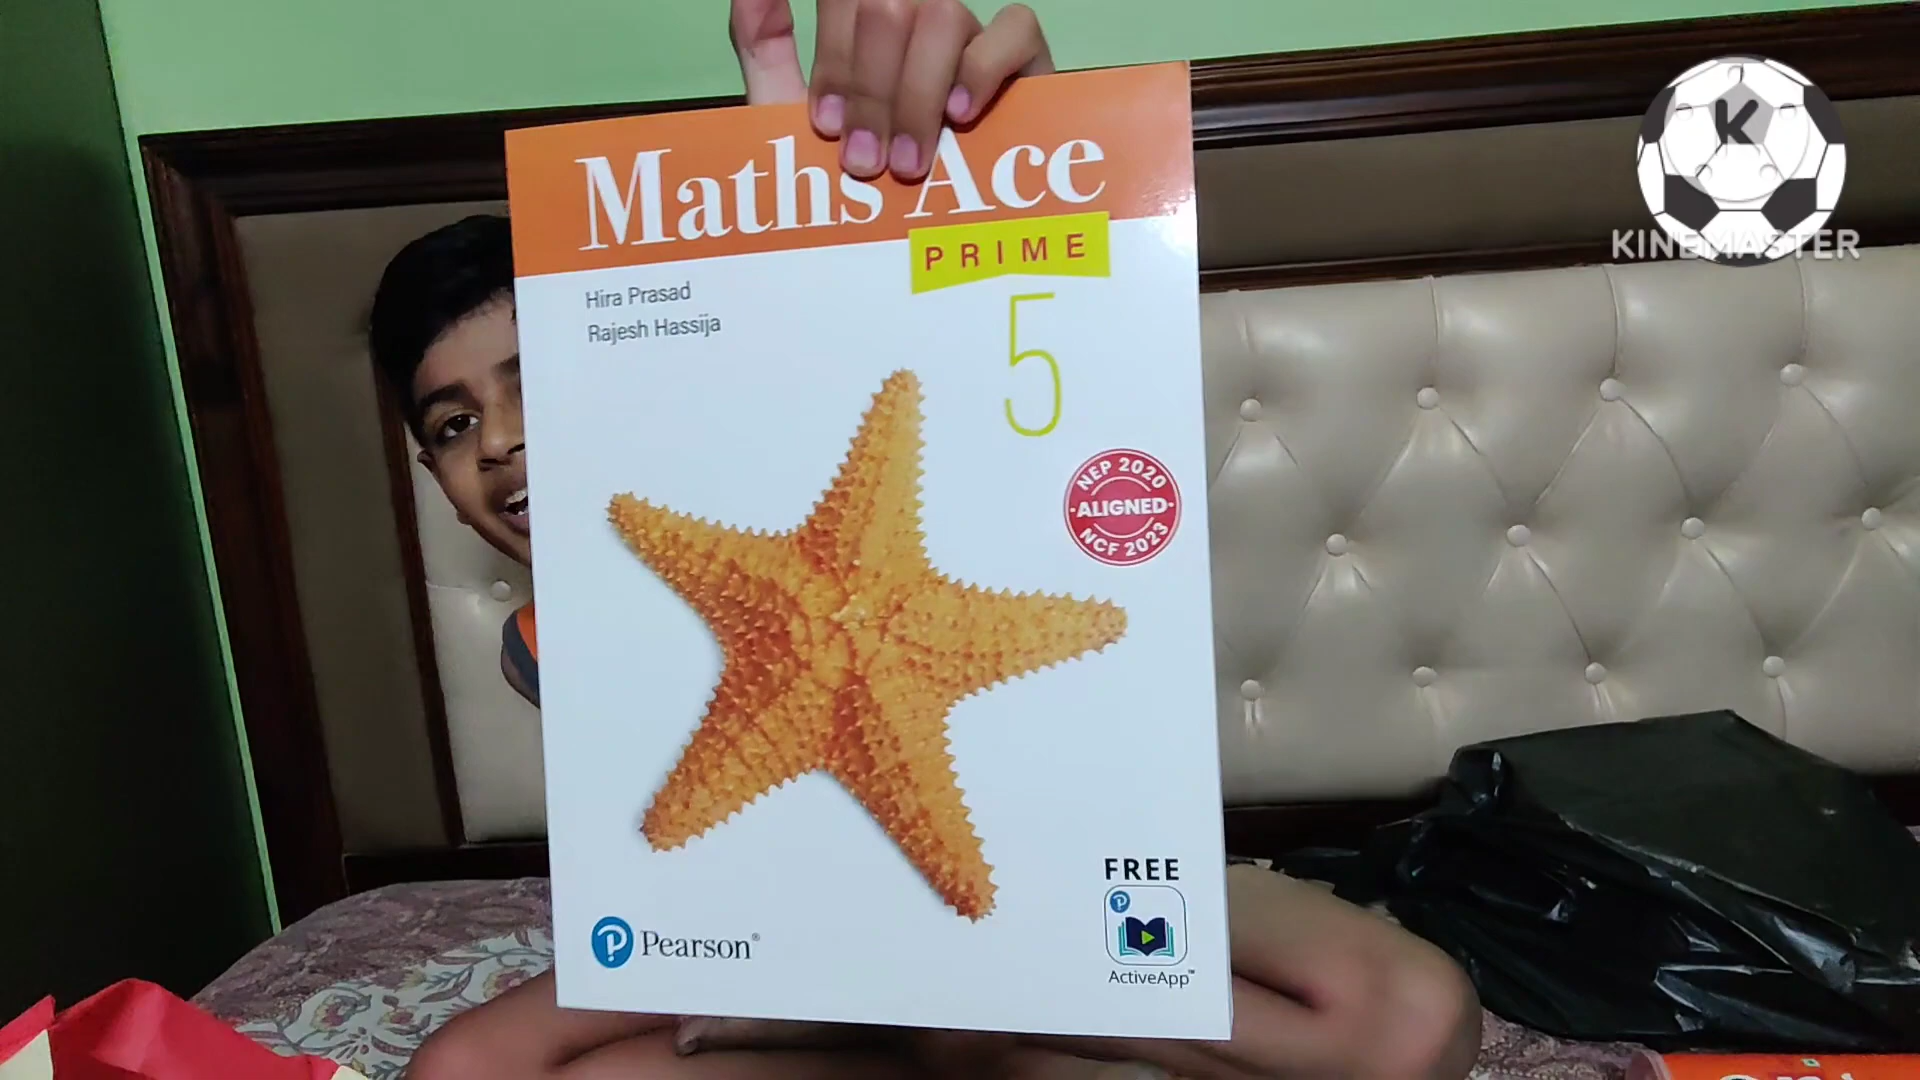 Maths Ace
PRIME
Hira Prasad
Rajesh Hassija
5
NEP 2020
ALIGNED
NCF 2023
FREE
ActiveApp™
Pearson®
K
KINEMASTER